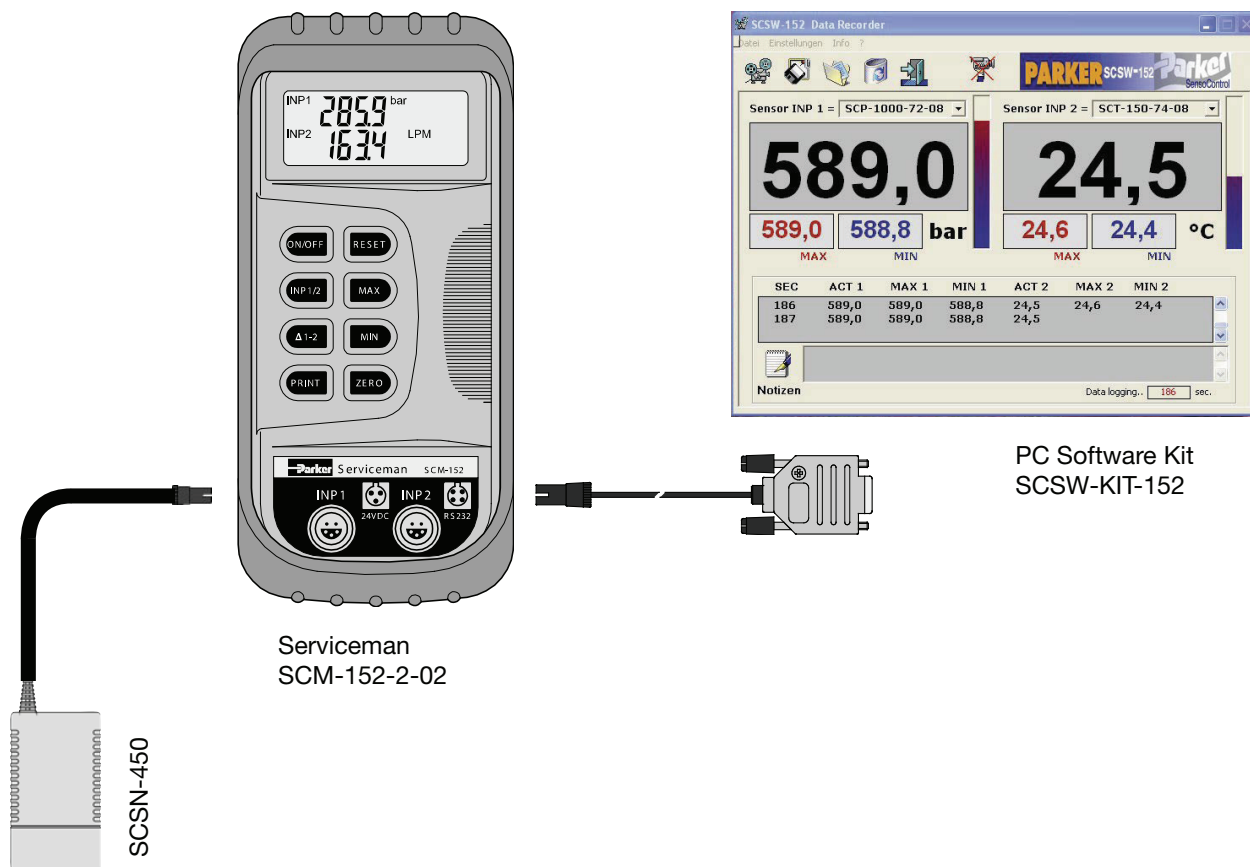 INP1 285.9 bar
INP2 163.4 LPM
ON/OFF RESET
INP 1/2 MAX
Δ 1-2 MIN
PRINT ZERO
Parker Serviceman SCM-152
INP 1 24VDC INP 2 RS232
Serviceman
SCM-152-2-02
SCSN-450
SCSW-152 Data Recorder
Datei Einstellungen Info ?
PARKER SCSW-152 Parker
SensoControl
Sensor INP 1 = SCP-1000-72-08 Sensor INP 2 = SCT-150-74-08
589,0 24,5
589,0 588,8 bar 24,6 24,4 °C
MAX MIN MAX MIN
SEC ACT 1 MAX 1 MIN 1 ACT 2 MAX 2 MIN 2
186 589,0 589,0 588,8 24,5 24,6 24,4
187 589,0 589,0 588,8 24,5
Notizen Data logging.. 186 sec.
PC Software Kit
SCSW-KIT-152